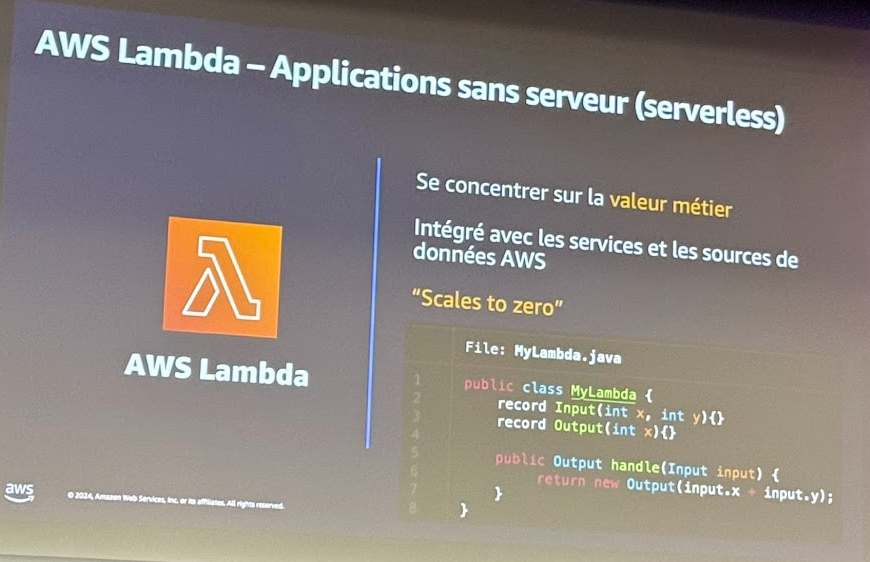 AWS Lambda – Applications sans serveur (serverless)
AWS Lambda
Se concentrer sur la valeur métier
Intégré avec les services et les sources de
données AWS
“Scales to zero”
File: MyLambda.java
1 public class MyLambda {
2 record Input(int x, int y){}
3 record Output(int x){}
4
5 public Output handle(Input input) {
6 return new Output(input.x + input.y);
7 }
8 }
aws
© 2024, Amazon Web Services, Inc. or its affiliates. All rights reserved.